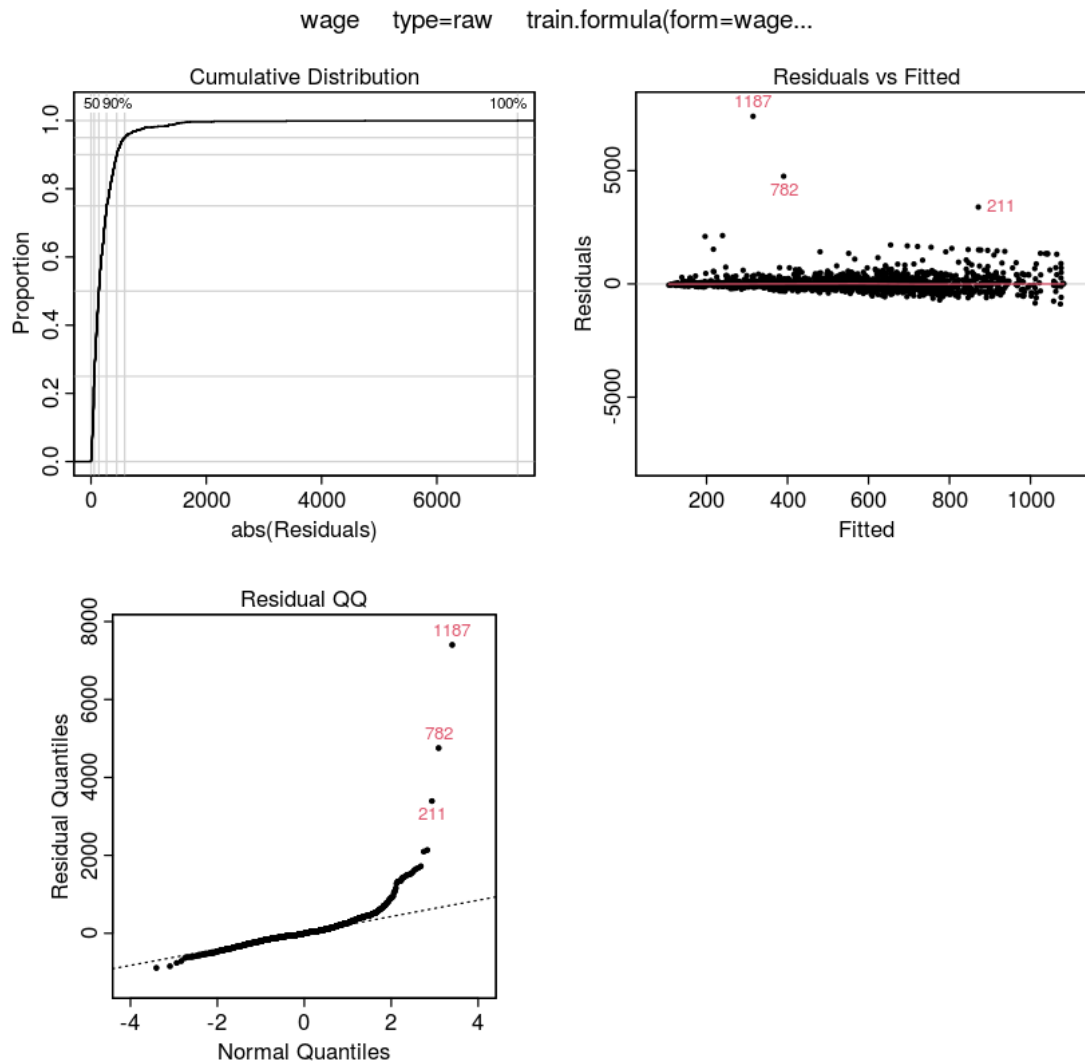 wage type=raw train.formula(form=wage...
Cumulative Distribution
50 90% 100%
1.0
0.8
0.6
0.4
0.2
0.0
Proportion
0 2000 4000 6000
abs(Residuals)
Residuals vs Fitted
1187
782
211
5000
0
-5000
Residuals
200 400 600 800 1000
Fitted
Residual QQ
8000
6000
4000
2000
0
Residual Quantiles
1187
782
211
-4 -2 0 2 4
Normal Quantiles